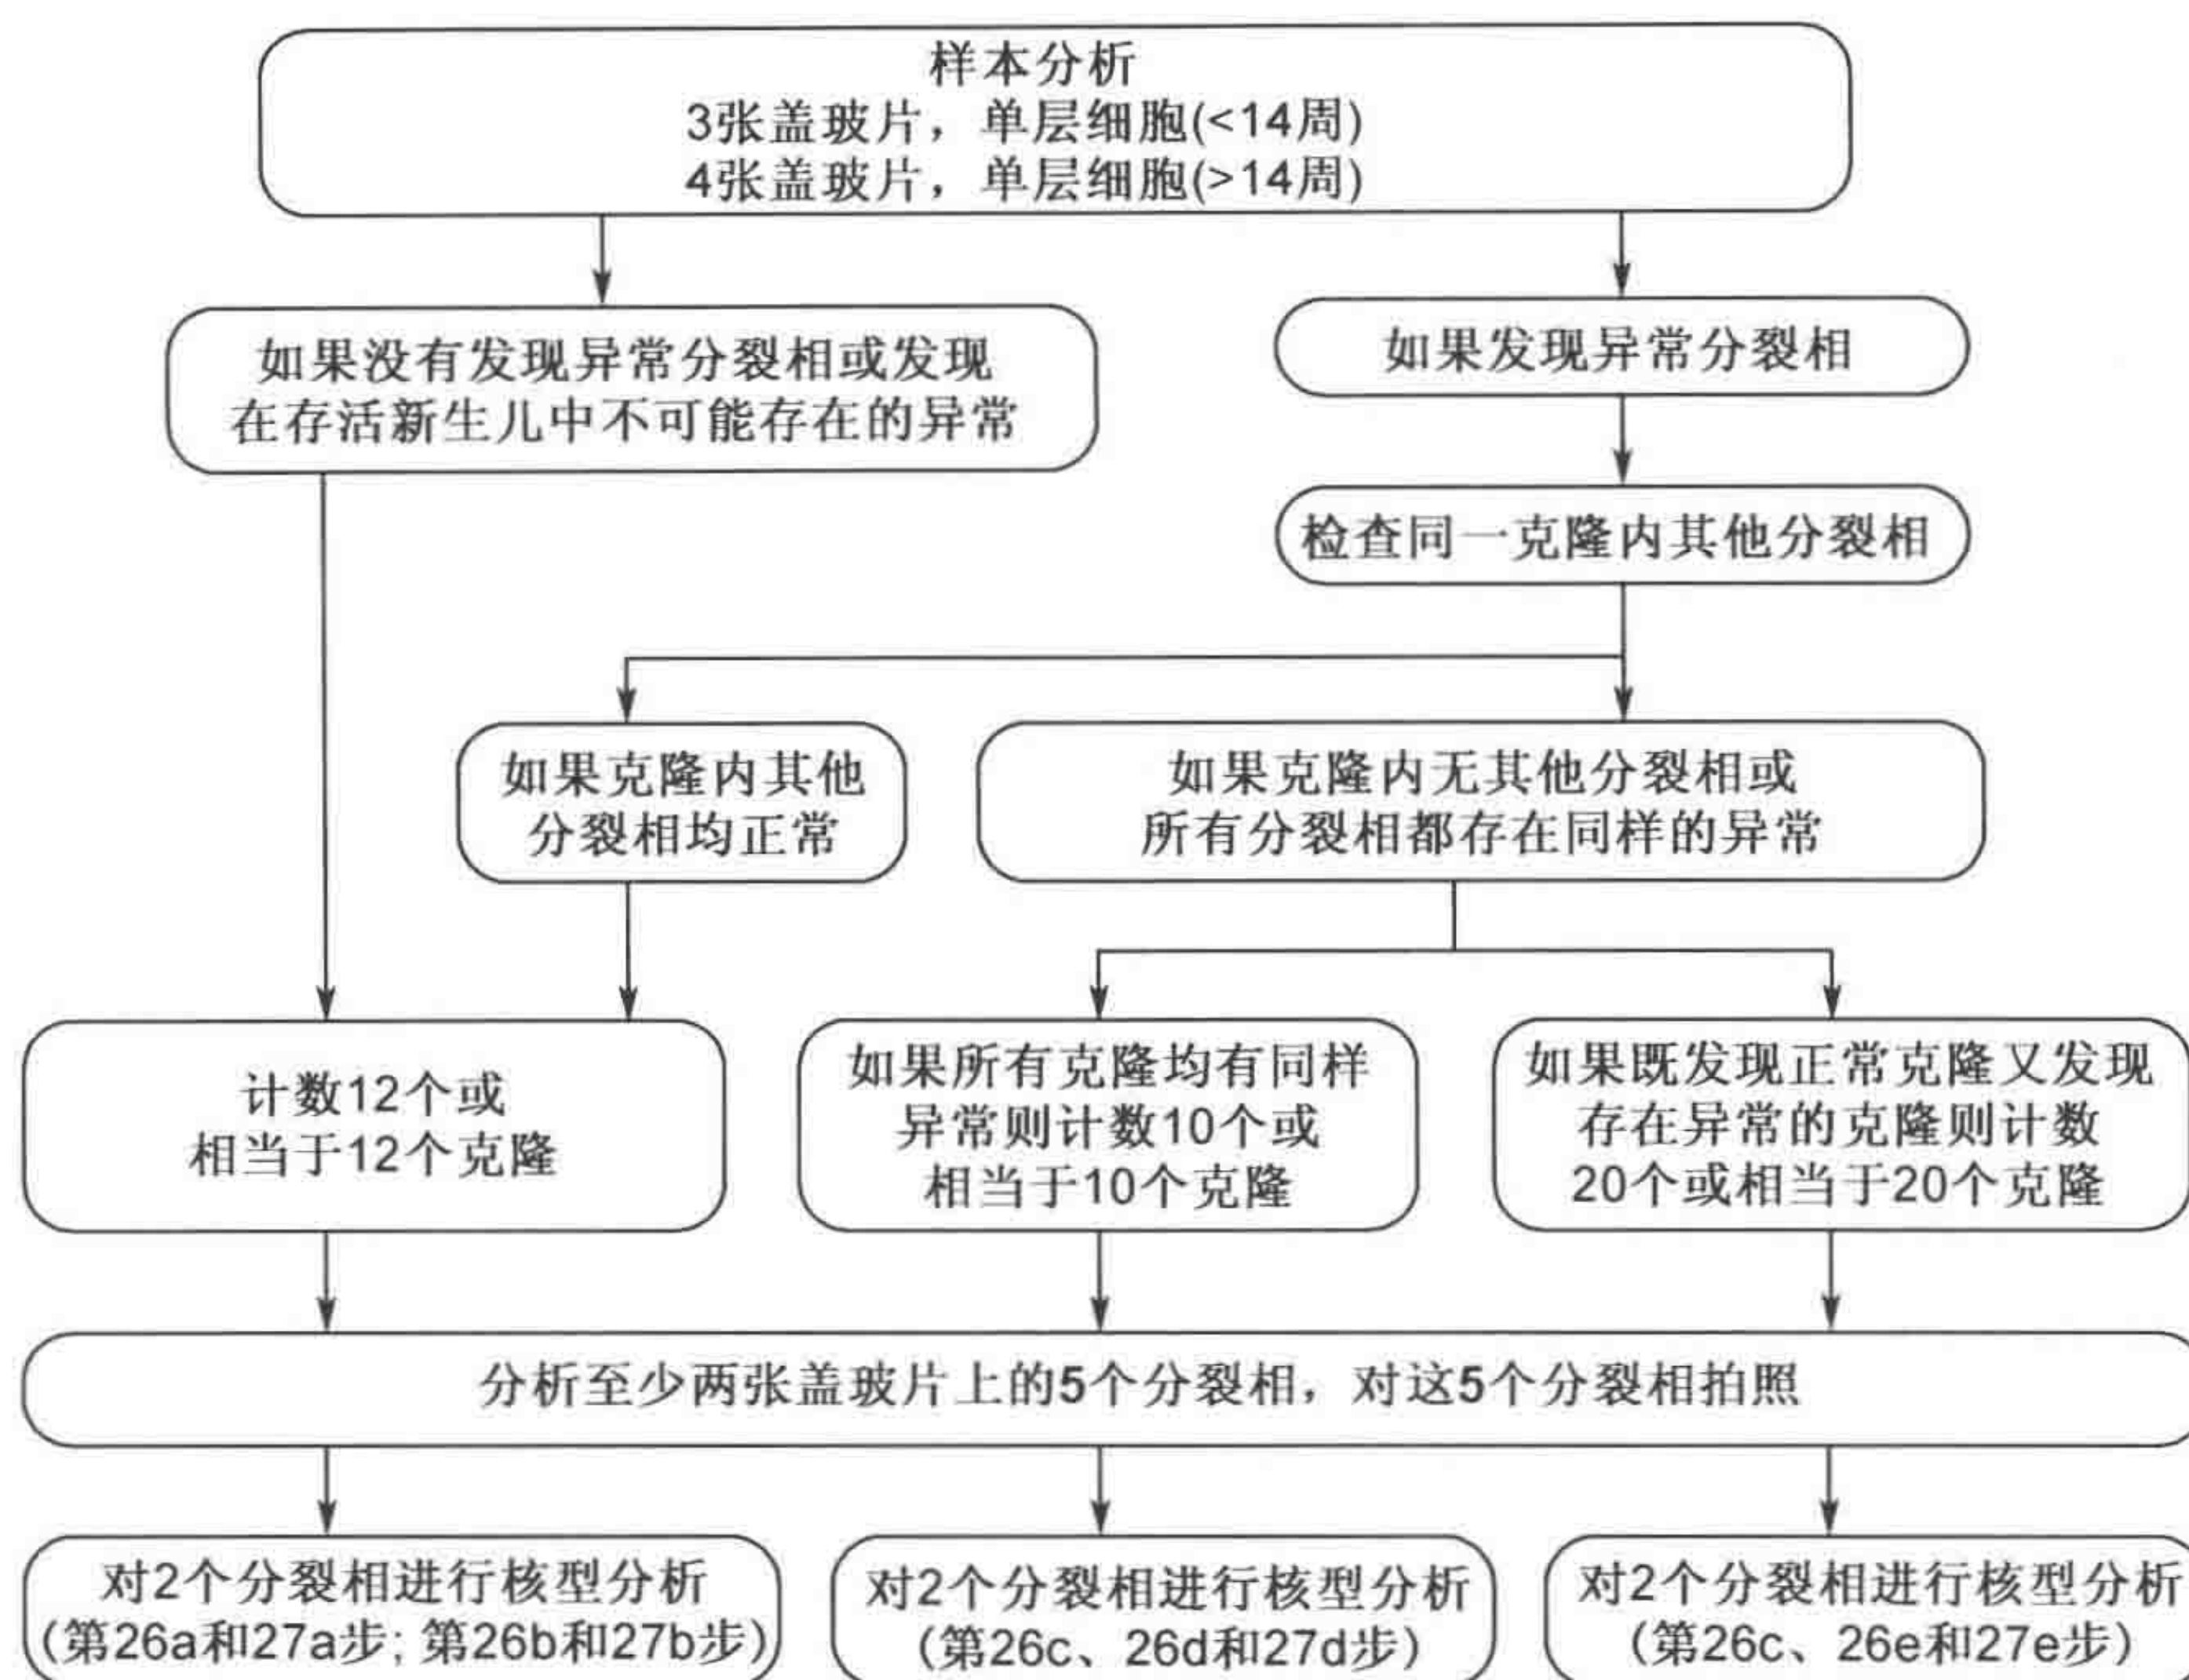 样本分析
3张盖玻片，单层细胞(<14周)
4张盖玻片，单层细胞(>14周)
如果没有发现异常分裂相或发现
在存活新生儿中不可能存在的异常
如果发现异常分裂相
检查同一克隆内其他分裂相
如果克隆内其他
分裂相均正常
如果克隆内无其他分裂相或
所有分裂相都存在同样的异常
计数12个或
相当于12个克隆
如果所有克隆均有同样
异常则计数10个或
相当于10个克隆
如果既发现正常克隆又发现
存在异常的克隆则计数
20个或相当于20个克隆
分析至少两张盖玻片上的5个分裂相，对这5个分裂相拍照
对2个分裂相进行核型分析
(第26a和27a步; 第26b和27b步)
对2个分裂相进行核型分析
(第26c、26d和27d步)
对2个分裂相进行核型分析
(第26c、26e和27e步)